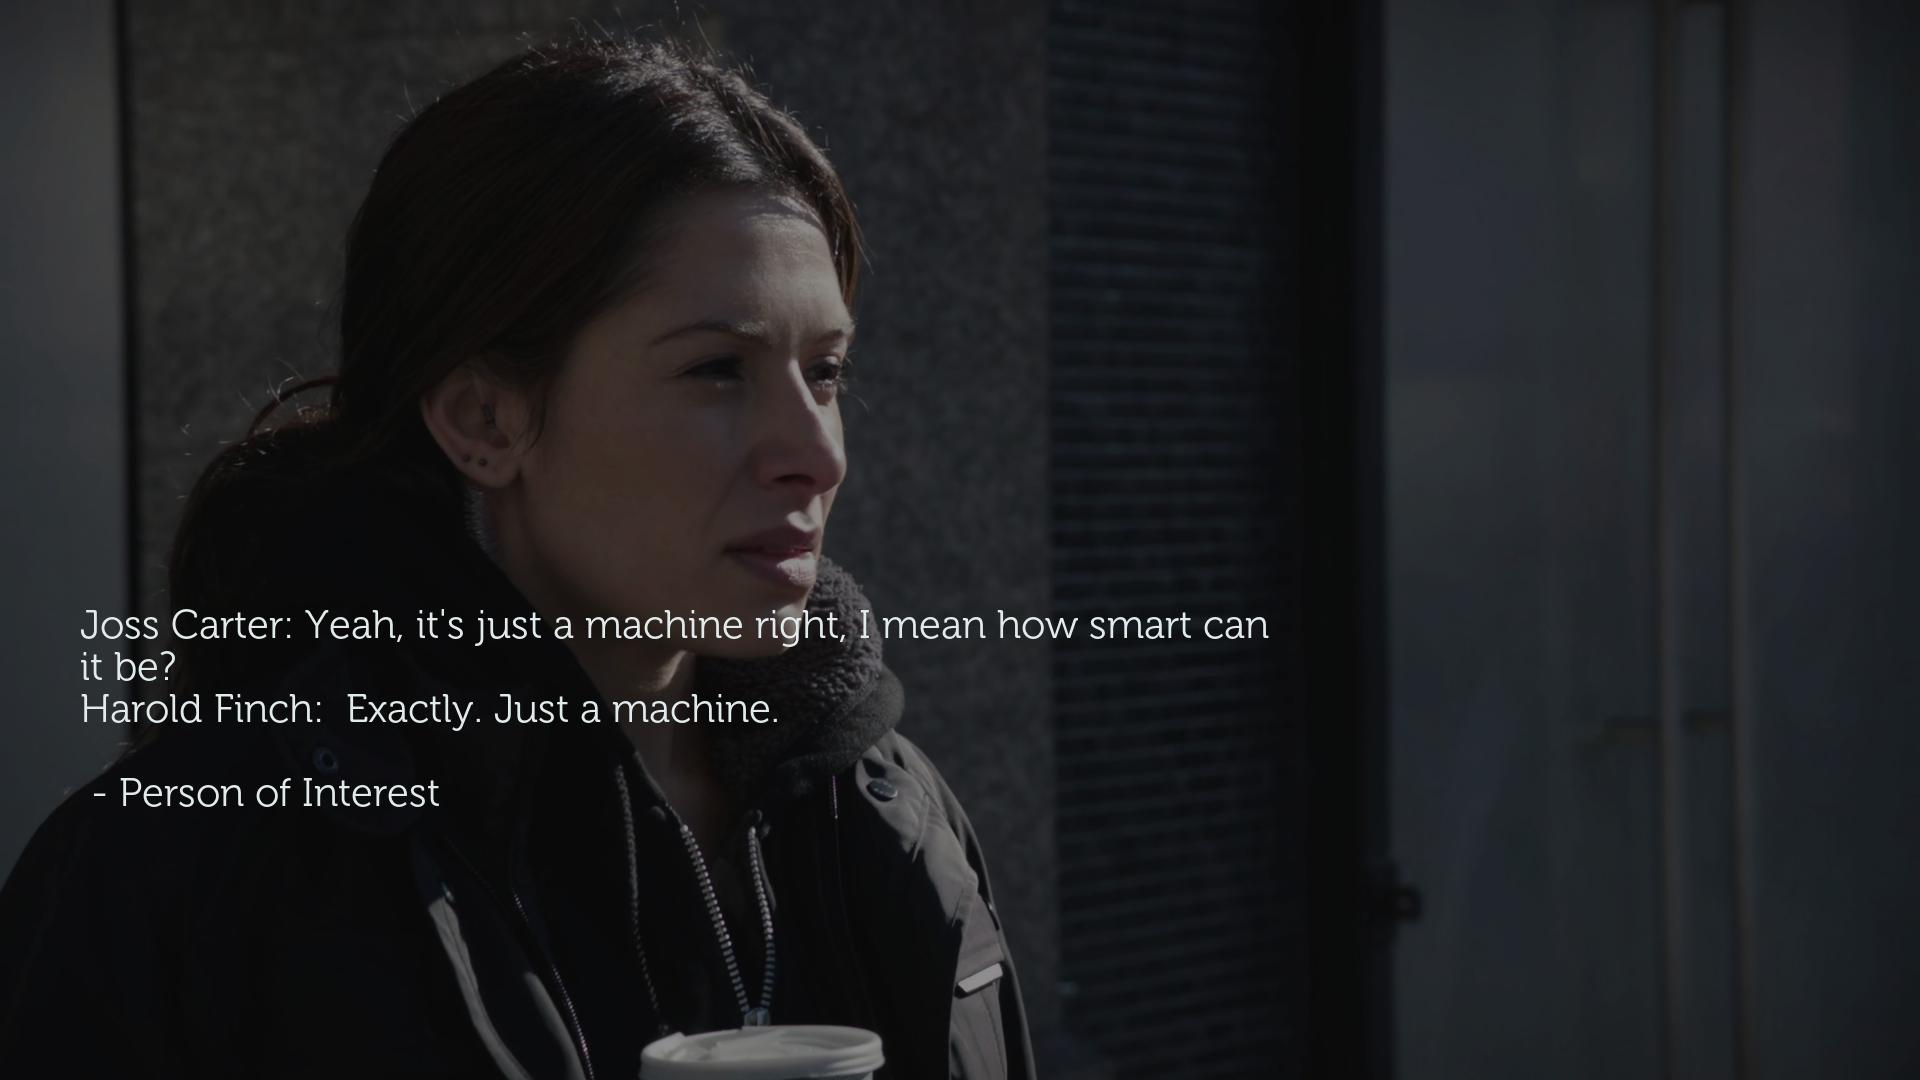 Joss Carter: Yeah, it's just a machine right, I mean how smart can
it be?
Harold Finch:  Exactly. Just a machine.
- Person of Interest